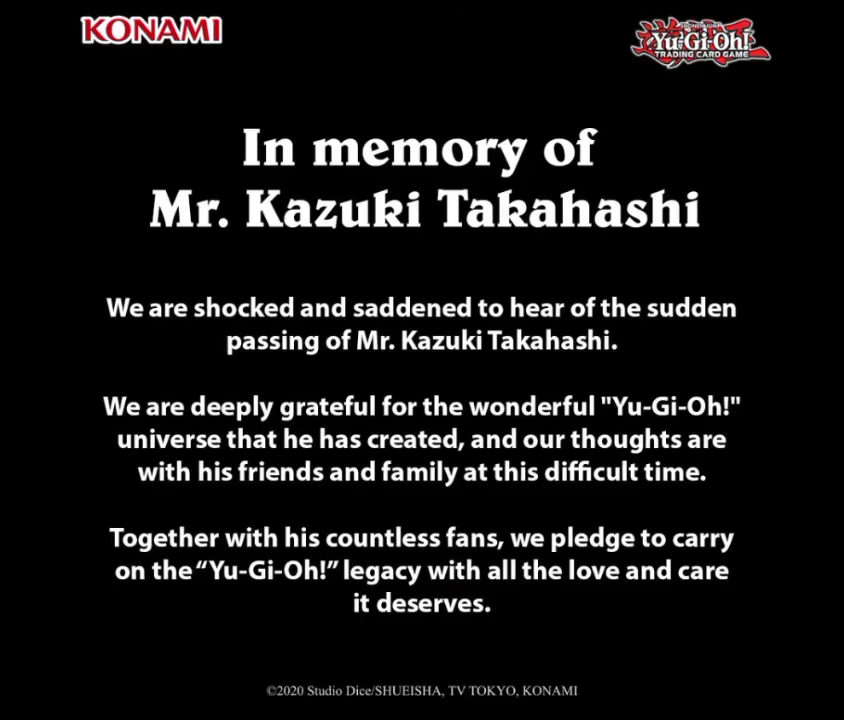 KONAMI
SHONEN JUMP
Yu-Gi-Oh!
TRADING CARD GAME
In memory of
Mr. Kazuki Takahashi
We are shocked and saddened to hear of the sudden
passing of Mr. Kazuki Takahashi.
We are deeply grateful for the wonderful "Yu-Gi-Oh!"
universe that he has created, and our thoughts are
with his friends and family at this difficult time.
Together with his countless fans, we pledge to carry
on the “Yu-Gi-Oh!” legacy with all the love and care
it deserves.
©2020 Studio Dice/SHUEISHA, TV TOKYO, KONAMI